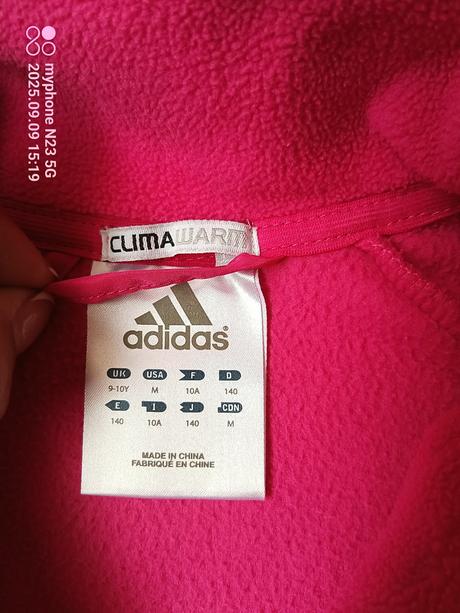 myphone N23 5G
2025.09.09 15:19
CLIMAWARM
adidas®
UK USA F D
9-10Y M 10A 140
E I J CDN
140 10A 140 M
MADE IN CHINA
FABRIQUÉ EN CHINE